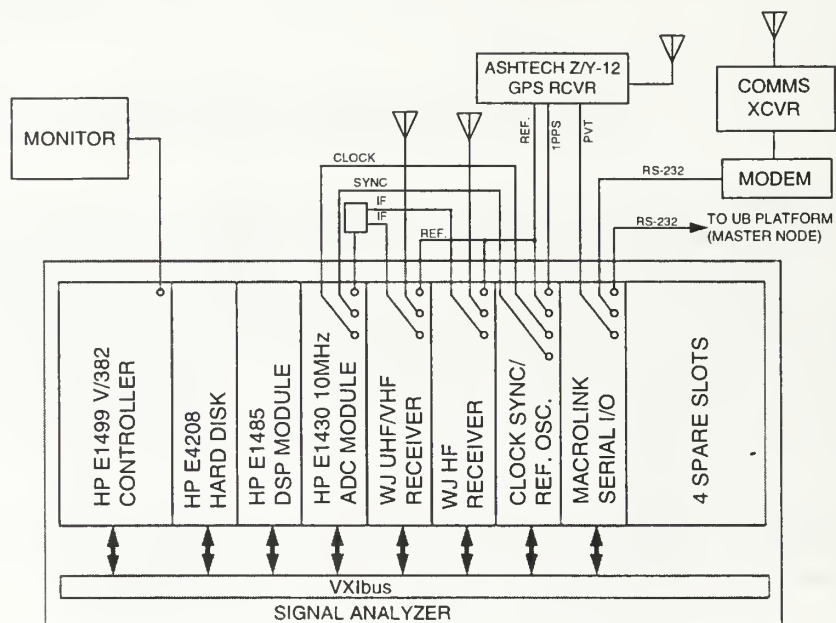 ASHTECH Z/Y-12
GPS RCVR
COMMS
XCVR
MONITOR
REF.
1PPS
PVT
CLOCK
SYNC
IF
IF
REF.
RS-232
MODEM
RS-232
TO UB PLATFORM
(MASTER NODE)
HP E1499 V/382
CONTROLLER
HP E4208
HARD DISK
HP E1485
DSP MODULE
HP E1430 10MHz
ADC MODULE
WJ UHF/VHF
RECEIVER
WJ HF
RECEIVER
CLOCK SYNC/
REF. OSC.
MACROLINK
SERIAL I/O
4 SPARE SLOTS
VXIbus
SIGNAL ANALYZER